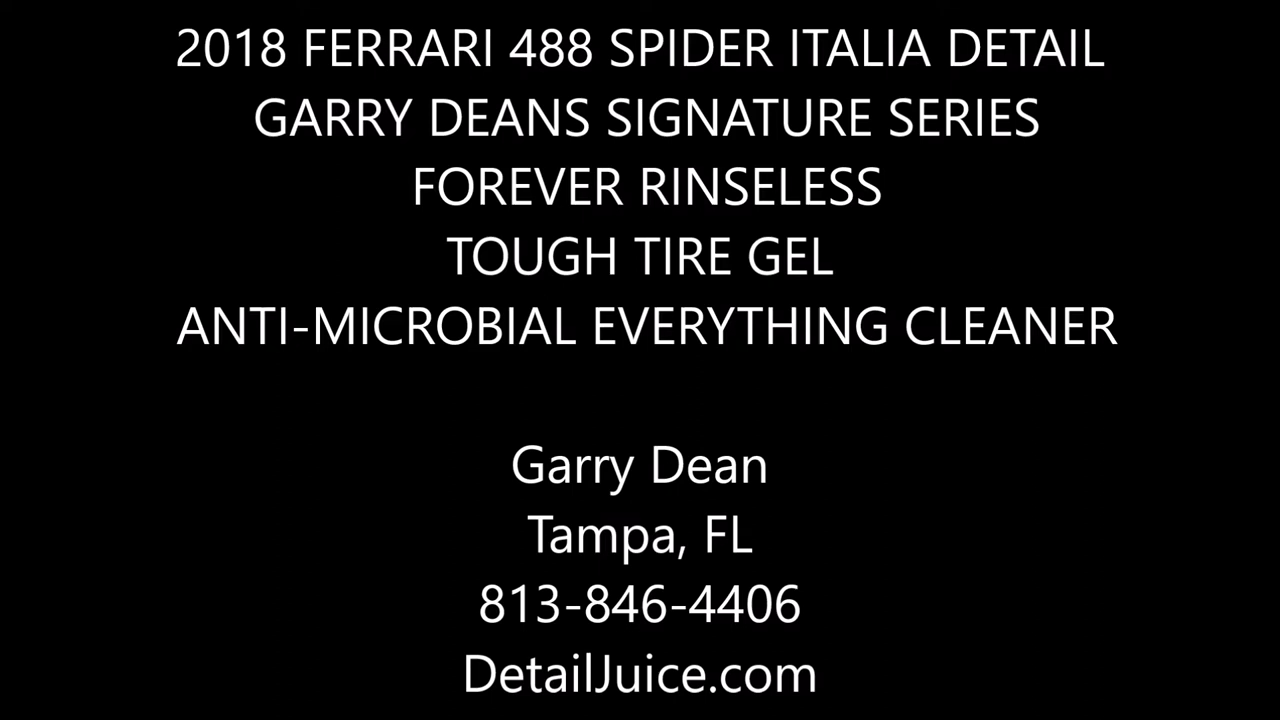 2018 FERRARI 488 SPIDER ITALIA DETAIL
GARRY DEANS SIGNATURE SERIES
FOREVER RINSELESS
TOUGH TIRE GEL
ANTI-MICROBIAL EVERYTHING CLEANER
Garry Dean
Tampa, FL
813-846-4406
DetailJuice.com